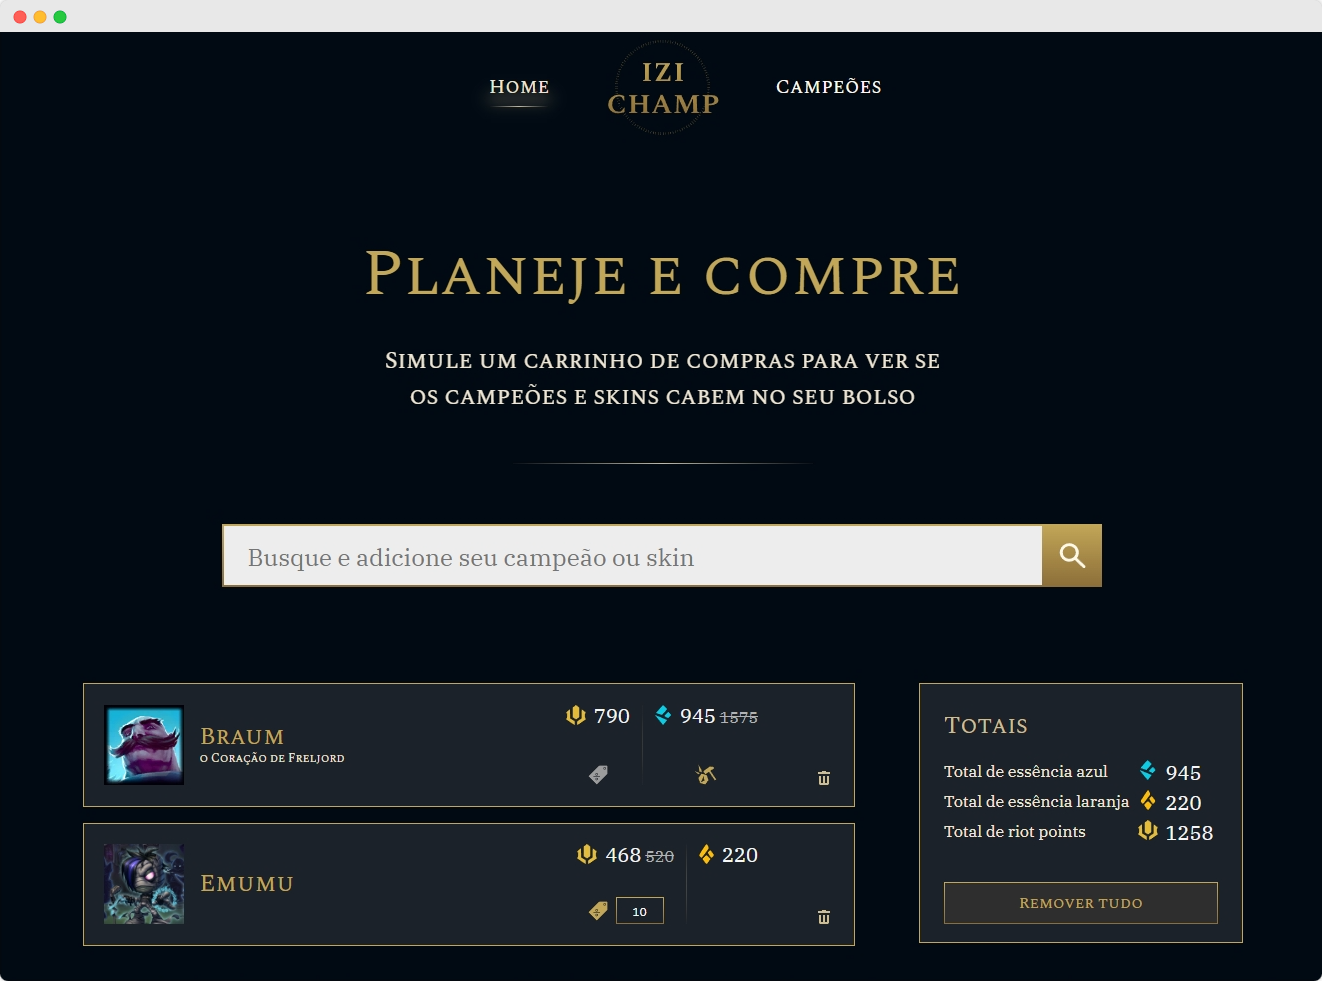 Home
IZI
CHAMP
Campeões
Planeje e compre
Simule um carrinho de compras para ver se
os campeões e skins cabem no seu bolso
Busque e adicione seu campeão ou skin
Braum
o Coração de Freljord
790
945 1575
Emumu
468 520
220
10
Totais
Total de essência azul 945
Total de essência laranja 220
Total de riot points 1258
Remover tudo